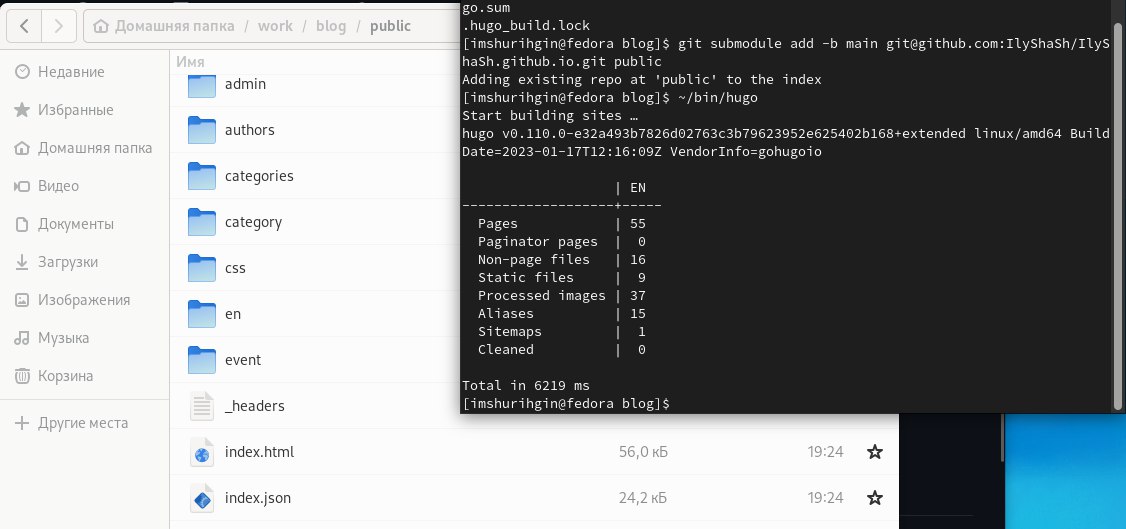 Домашняя папка / work / blog / public
Недавние
Избранные
Домашняя папка
Видео
Документы
Загрузки
Изображения
Музыка
Корзина
Другие места
Имя
admin
authors
categories
category
css
en
event
_headers
index.html 56,0 кБ 19:24
index.json 24,2 кБ 19:24
go.sum
.hugo_build.lock
[imshurihgin@fedora blog]$ git submodule add -b main git@github.com:IlyShaSh/IlyS
haSh.github.io.git public
Adding existing repo at 'public' to the index
[imshurihgin@fedora blog]$ ~/bin/hugo
Start building sites …
hugo v0.110.0-e32a493b7826d02763c3b79623952e625402b168+extended linux/amd64 Build
Date=2023-01-17T12:16:09Z VendorInfo=gohugoio
| EN
-------------------+-----
Pages | 55
Paginator pages | 0
Non-page files | 16
Static files | 9
Processed images | 37
Aliases | 15
Sitemaps | 1
Cleaned | 0
Total in 6219 ms
[imshurihgin@fedora blog]$